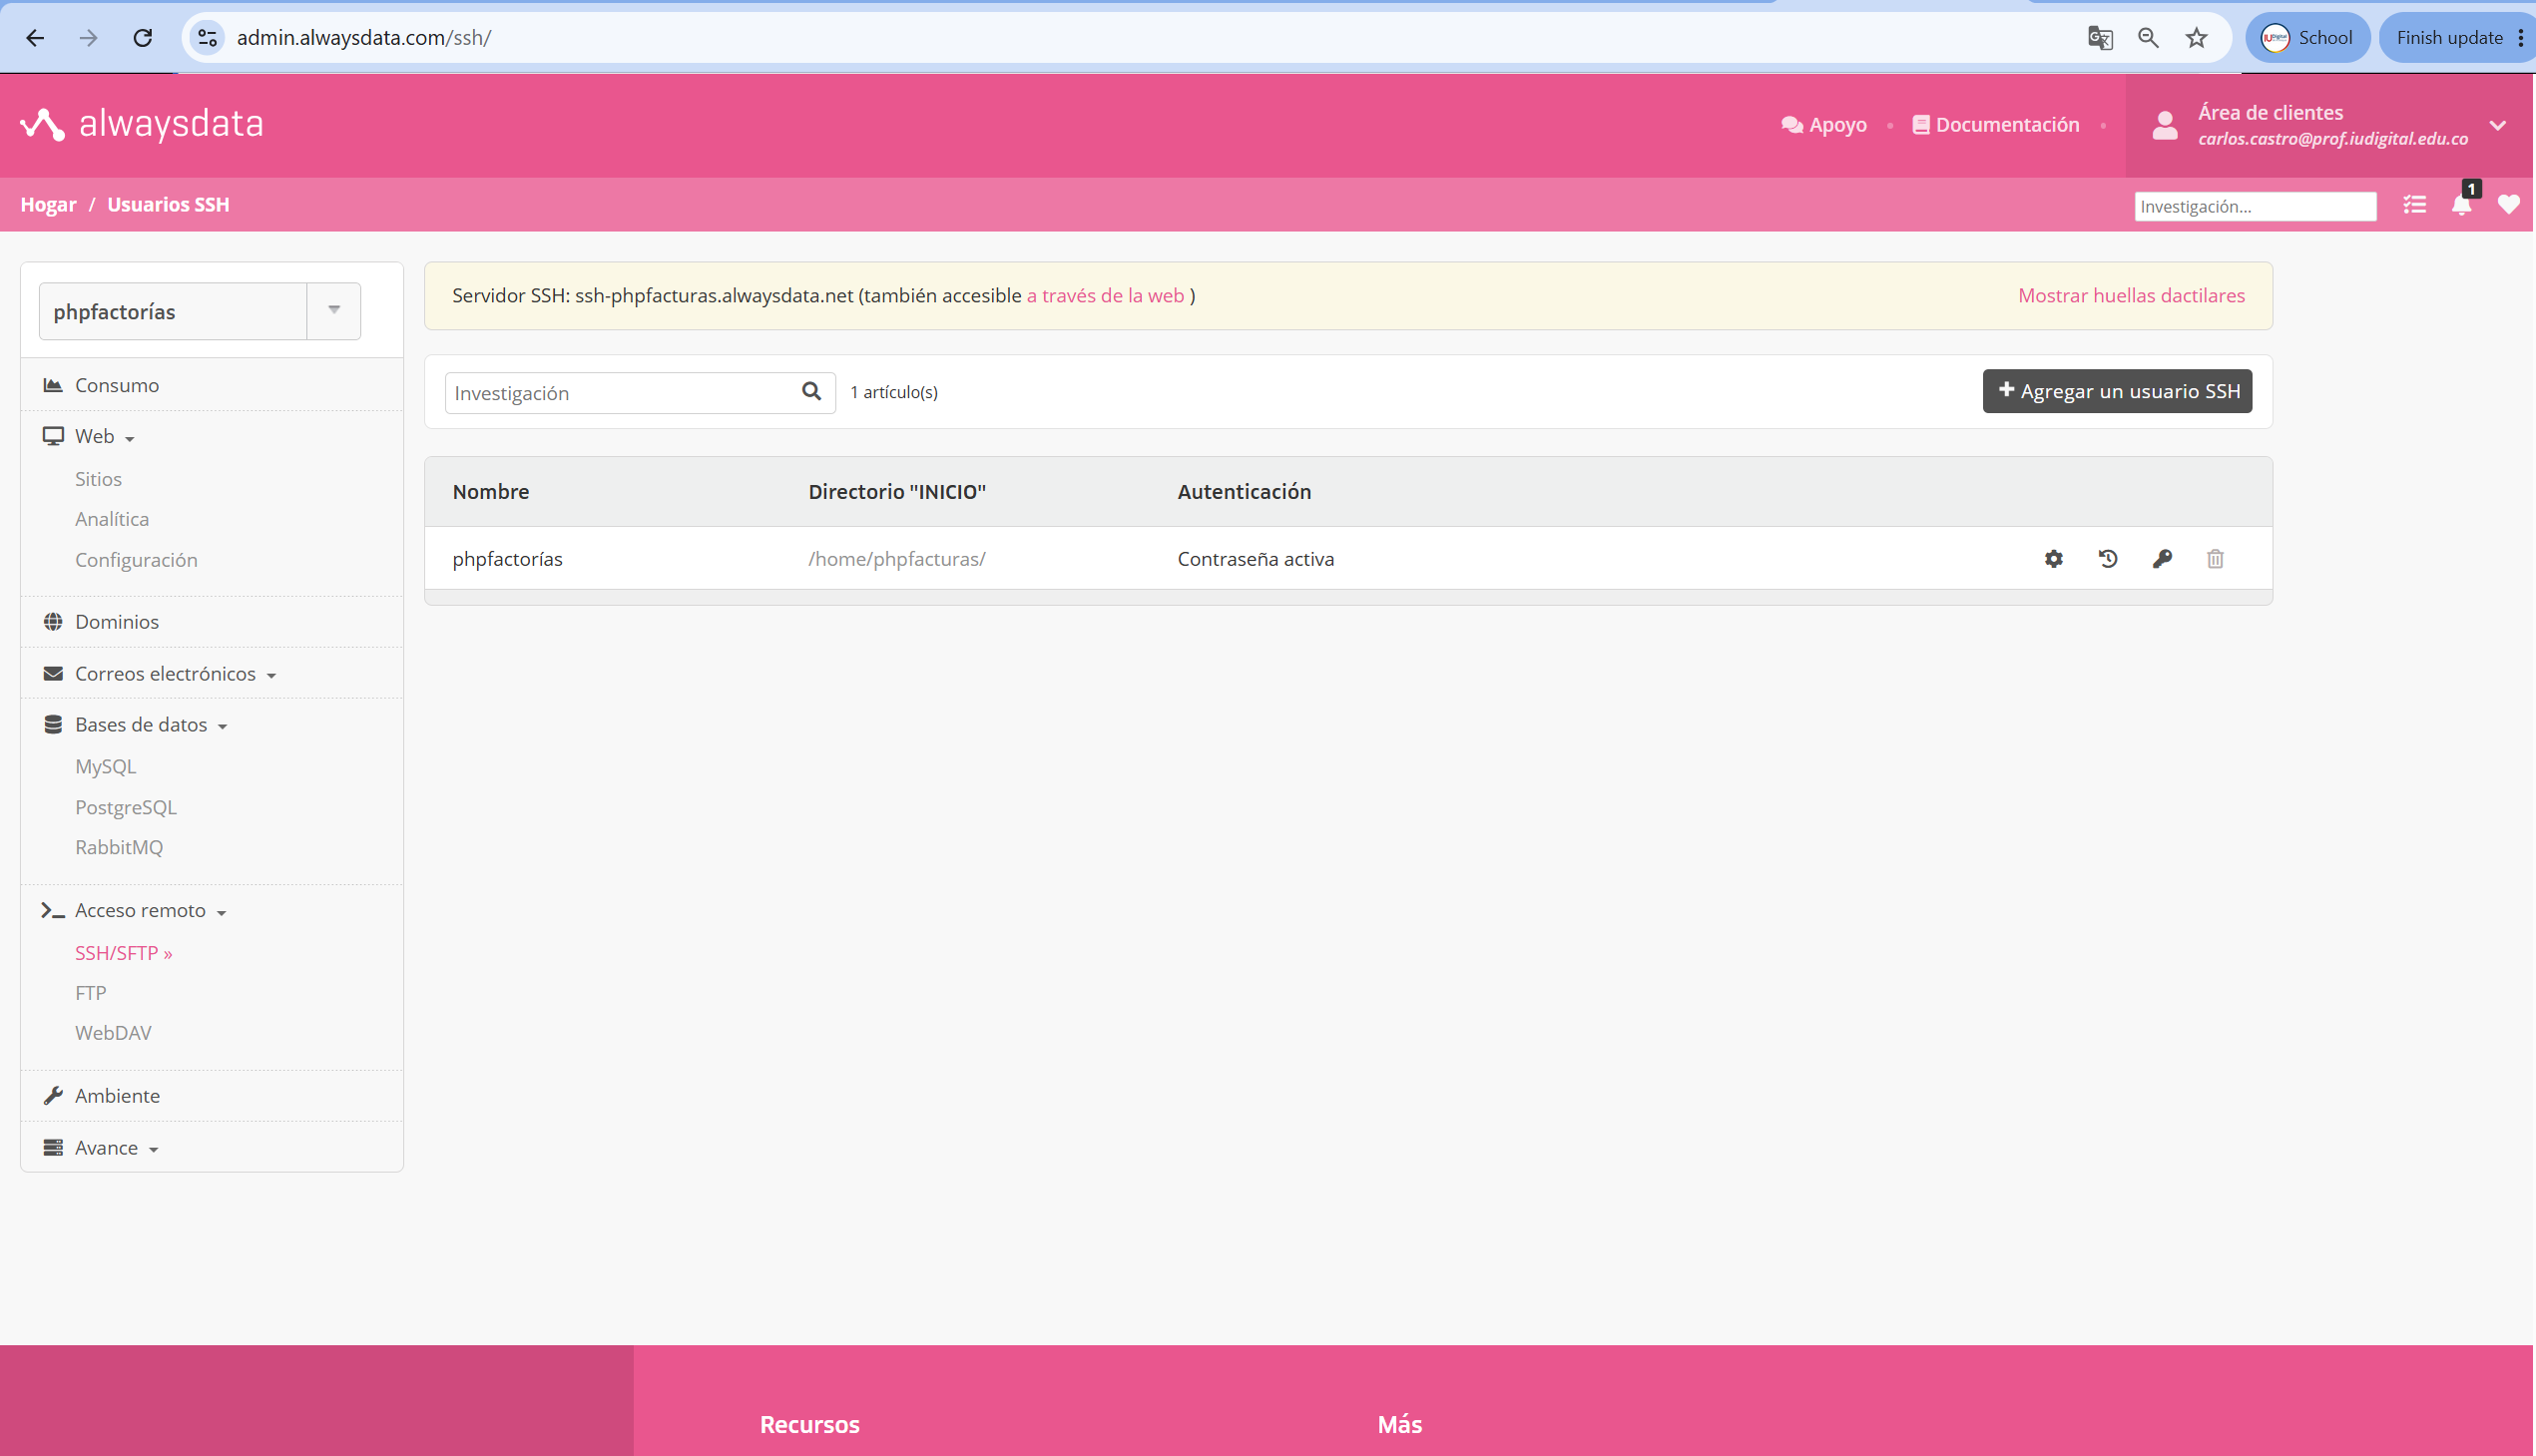 admin.alwaysdata.com/ssh/
School
Finish update
alwaysdata
Apoyo
Documentación
Área de clientes
carlos.castro@prof.iudigital.edu.co
Hogar / Usuarios SSH
Investigación...
1
phpfactorías
Consumo
Web
Sitios
Analítica
Configuración
Dominios
Correos electrónicos
Bases de datos
MySQL
PostgreSQL
RabbitMQ
Acceso remoto
SSH/SFTP »
FTP
WebDAV
Ambiente
Avance
Servidor SSH: ssh-phpfacturas.alwaysdata.net (también accesible a través de la web )
Mostrar huellas dactilares
Investigación
1 artículo(s)
Agregar un usuario SSH
Nombre Directorio "INICIO" Autenticación
phpfactorías /home/phpfacturas/ Contraseña activa
Recursos
Más